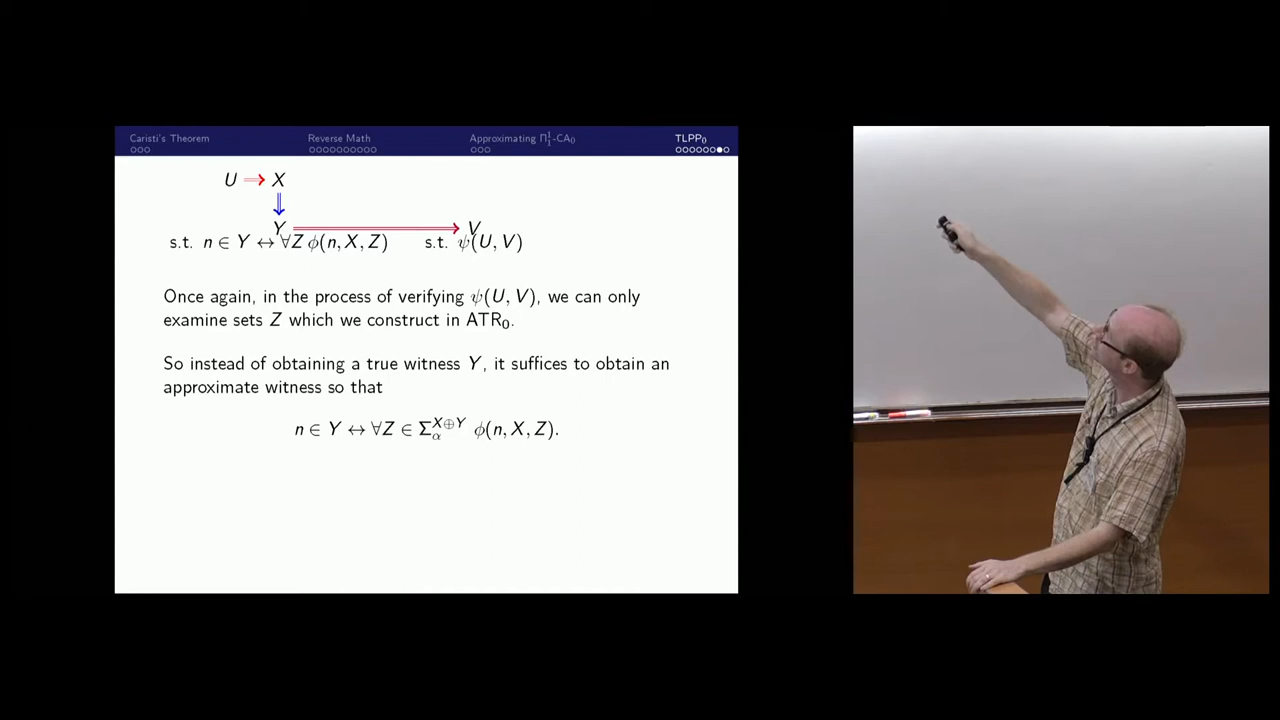 Caristi's Theorem Reverse Math Approximating Π¹₁-CA₀ TLPP₀
U ⇒ X
⇓
Y ⇒ V
s.t. n ∈ Y ↔ ∀Z ϕ(n, X, Z) s.t. ψ(U, V)
Once again, in the process of verifying ψ(U, V), we can only
examine sets Z which we construct in ATR₀.
So instead of obtaining a true witness Y, it suffices to obtain an
approximate witness so that
n ∈ Y ↔ ∀Z ∈ Σ_α^{X⊕Y} ϕ(n, X, Z).